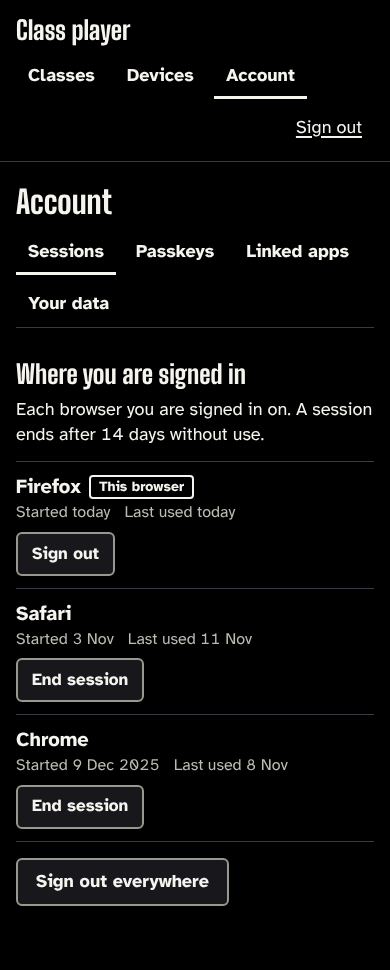 Class player
Classes Devices Account
Sign out
Account
Sessions Passkeys Linked apps
Your data
Where you are signed in
Each browser you are signed in on. A session
ends after 14 days without use.
Firefox This browser
Started today Last used today
Sign out
Safari
Started 3 Nov Last used 11 Nov
End session
Chrome
Started 9 Dec 2025 Last used 8 Nov
End session
Sign out everywhere